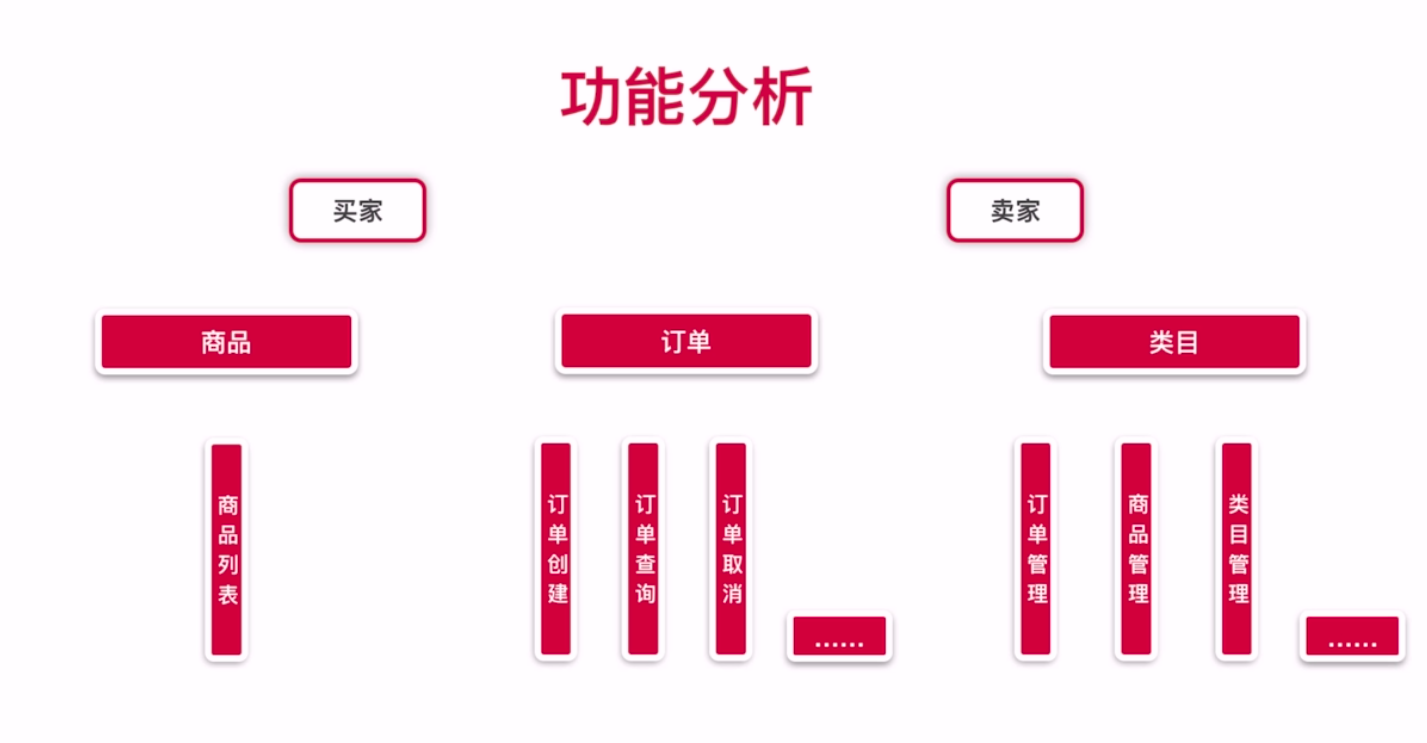 功能分析
买家
卖家
商品
订单
类目
商品列表
订单创建
订单查询
订单取消
......
订单管理
商品管理
类目管理
......